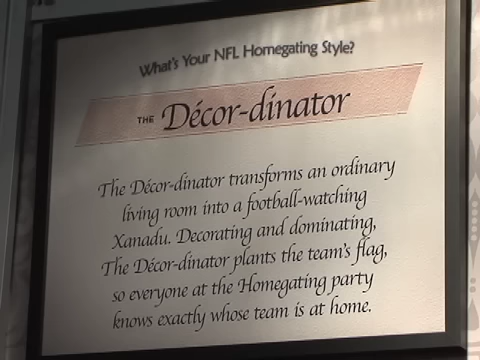 What's Your NFL Homegating Style?
THE Décor-dinator
The Décor-dinator transforms an ordinary
living room into a football-watching
Xanadu. Decorating and dominating,
The Décor-dinator plants the team's flag,
so everyone at the Homegating party
knows exactly whose team is at home.